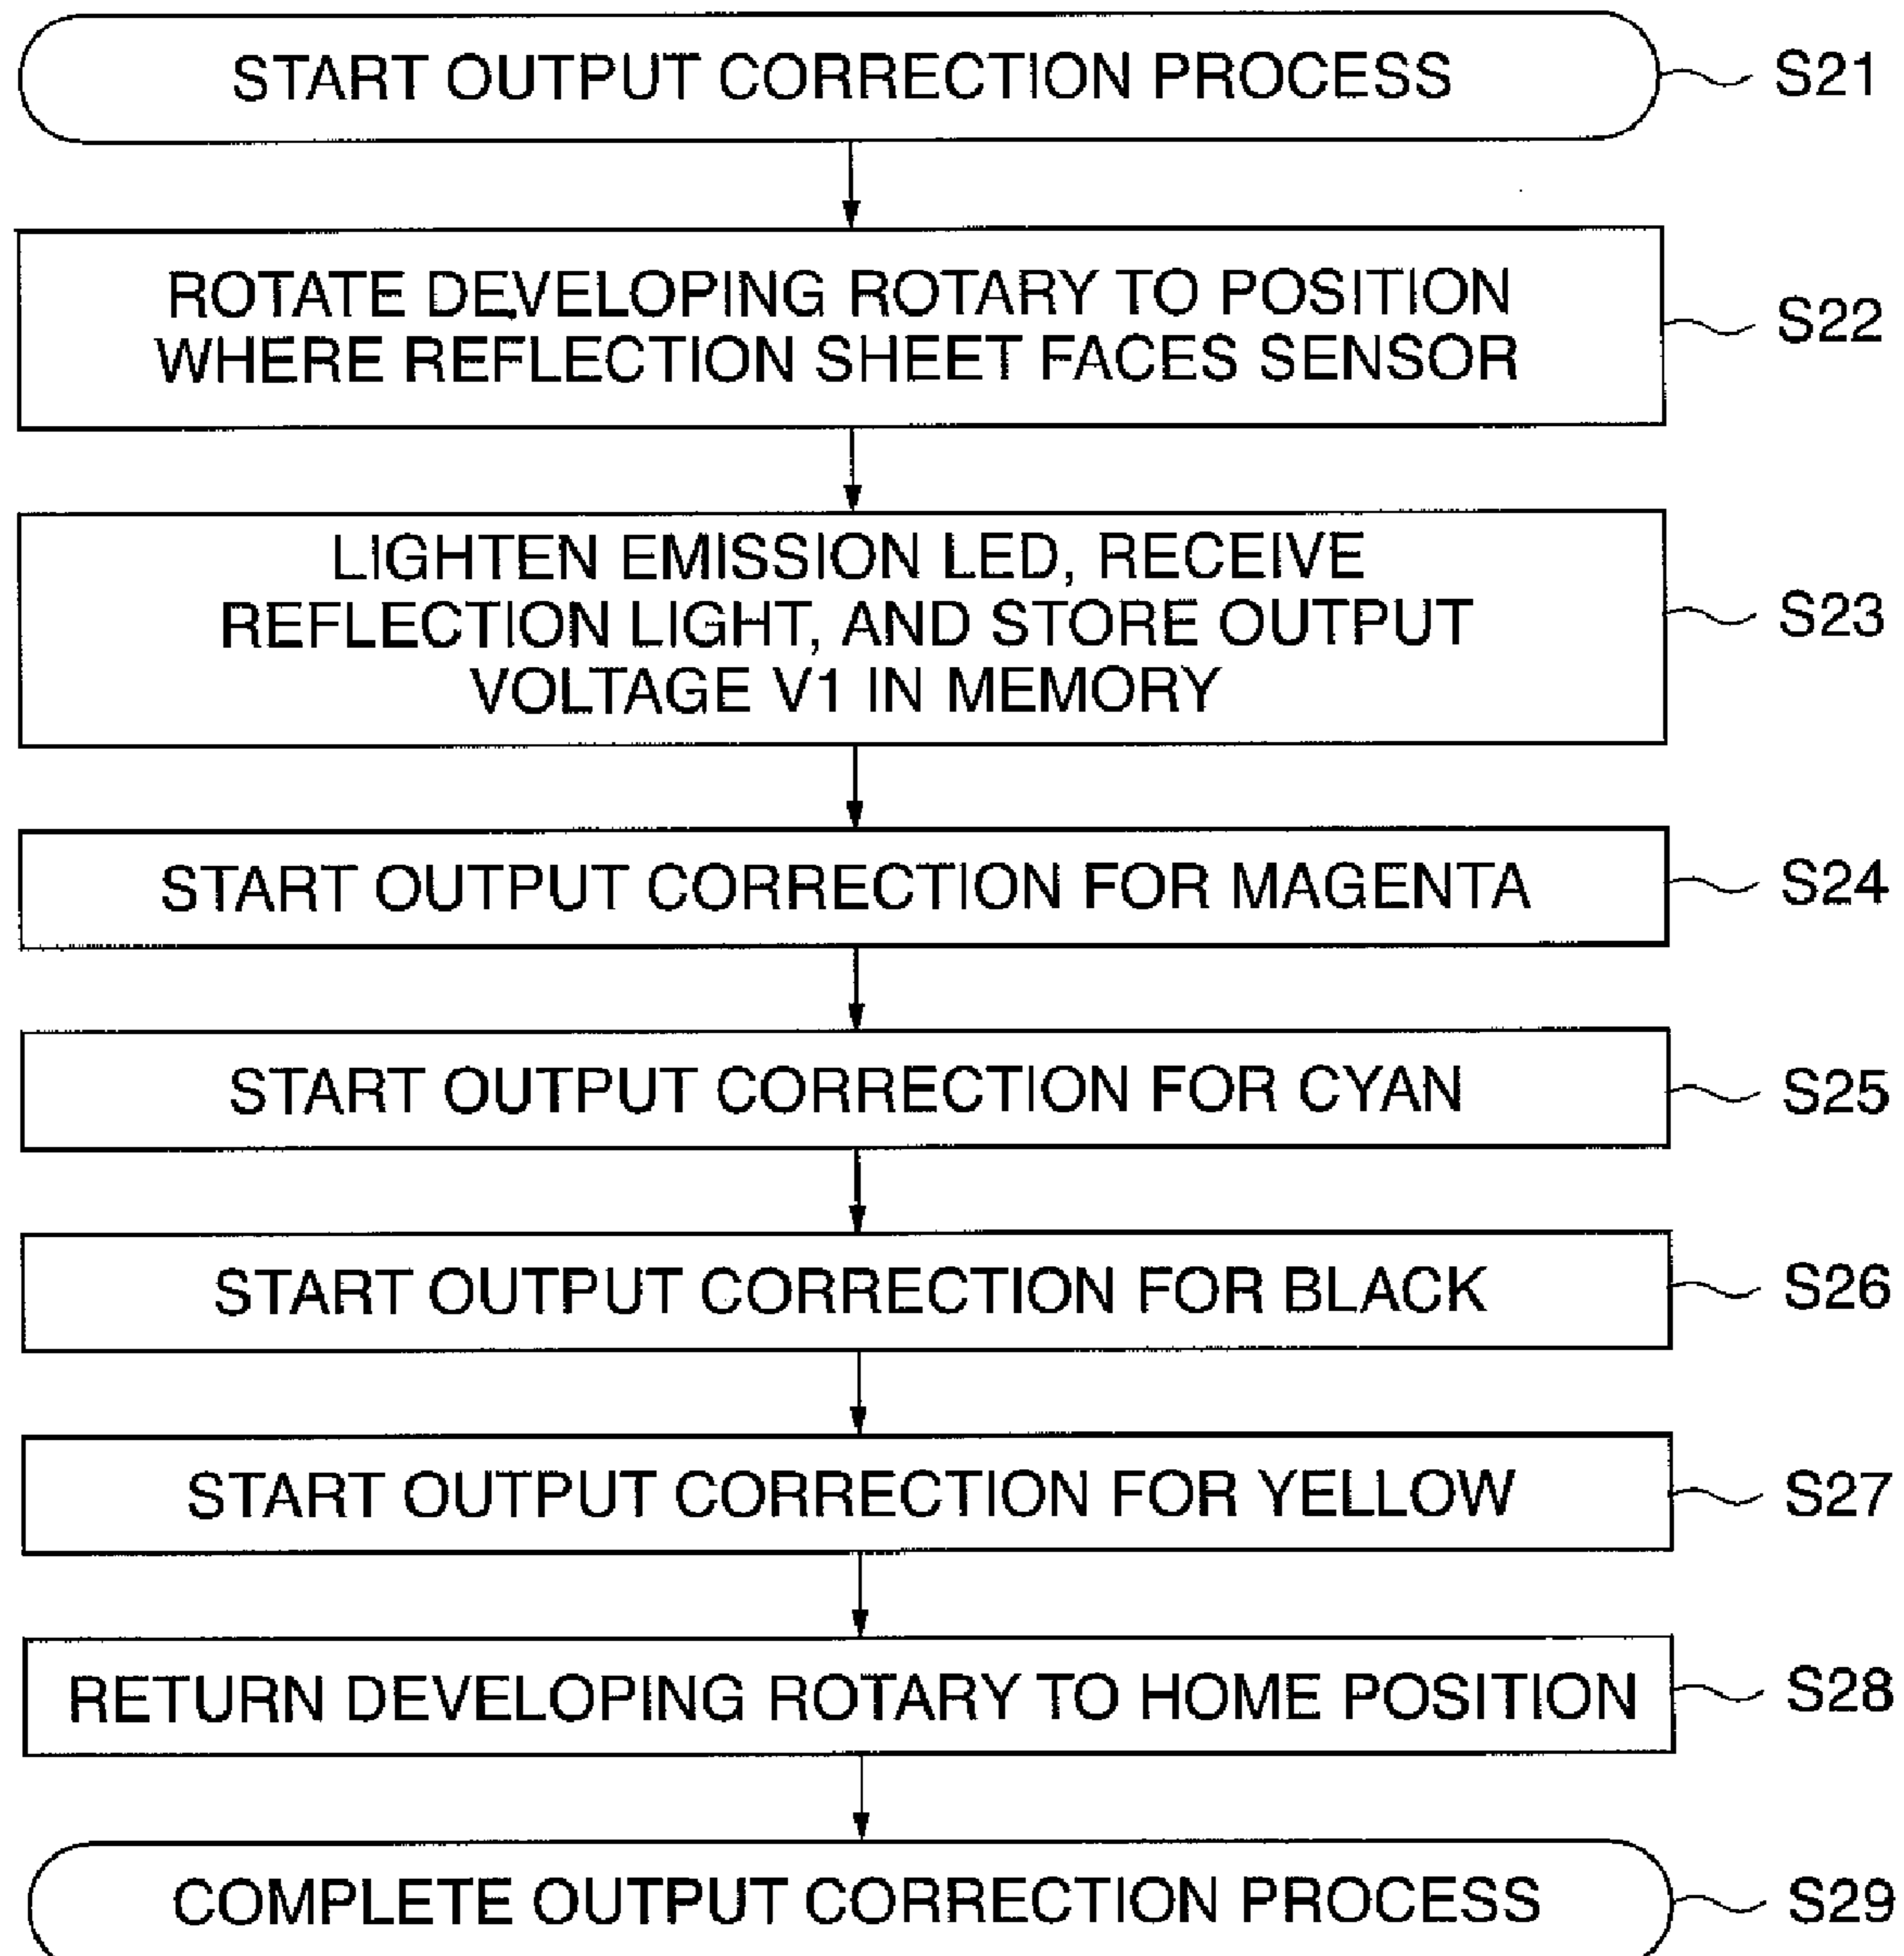 START OUTPUT CORRECTION PROCESS
S21
ROTATE DEVELOPING ROTARY TO POSITION
WHERE REFLECTION SHEET FACES SENSOR
S22
LIGHTEN EMISSION LED, RECEIVE
REFLECTION LIGHT, AND STORE OUTPUT
VOLTAGE V1 IN MEMORY
S23
START OUTPUT CORRECTION FOR MAGENTA
S24
START OUTPUT CORRECTION FOR CYAN
S25
START OUTPUT CORRECTION FOR BLACK
S26
START OUTPUT CORRECTION FOR YELLOW
S27
RETURN DEVELOPING ROTARY TO HOME POSITION
S28
COMPLETE OUTPUT CORRECTION PROCESS
S29